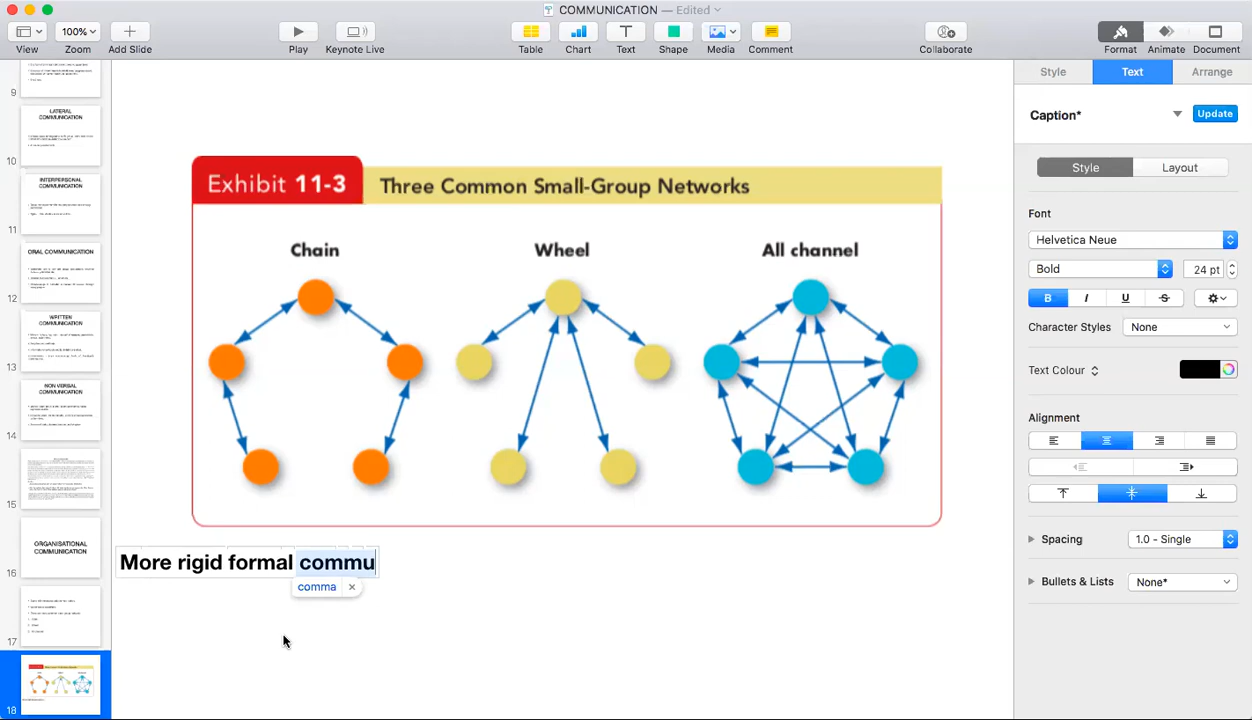 COMMUNICATION — Edited
100%
View
Zoom
Add Slide
Play
Keynote Live
Table
Chart
Text
Shape
Media
Comment
Collaborate
Format
Animate
Document
Style
Text
Arrange
Caption*
Update
Style
Layout
Font
Helvetica Neue
Bold
24 pt
B
I
U
S
Character Styles
None
Text Colour
Alignment
Spacing
1.0 - Single
Bullets & Lists
None*
9
LATERAL
COMMUNICATION
10
INTERPERSONAL
COMMUNICATION
11
ORAL COMMUNICATION
12
WRITTEN
COMMUNICATION
13
NON VERBAL
COMMUNICATION
14
15
ORGANISATIONAL
COMMUNICATION
16
17
18
Exhibit 11-3
Three Common Small-Group Networks
Chain
Wheel
All channel
More rigid formal commu
comma